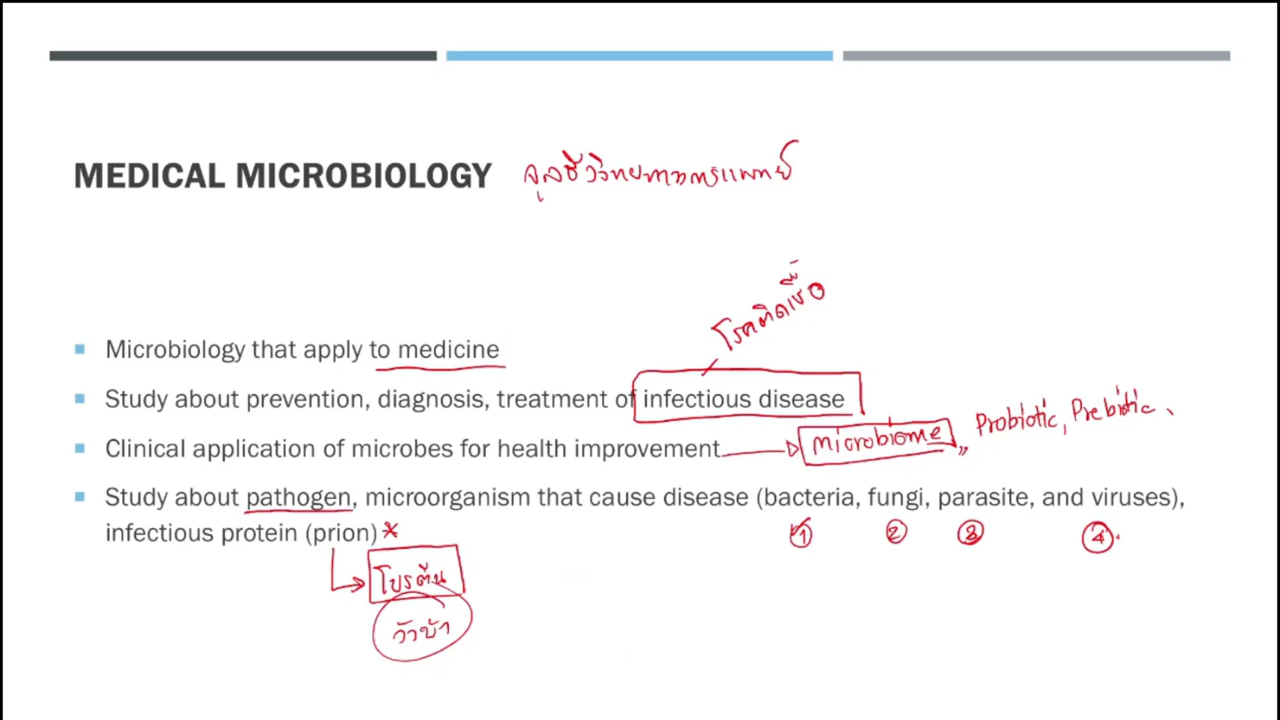 MEDICAL MICROBIOLOGY จุลชีววิทยาทางการแพทย์
โรคติดเชื้อ
Microbiology that apply to medicine
Study about prevention, diagnosis, treatment of infectious disease
Probiotic, Prebiotic
Clinical application of microbes for health improvement microbiome
Study about pathogen, microorganism that cause disease (bacteria, fungi, parasite, and viruses),
infectious protein (prion)* 1 2 3 4
โปรตีน
วัวบ้า